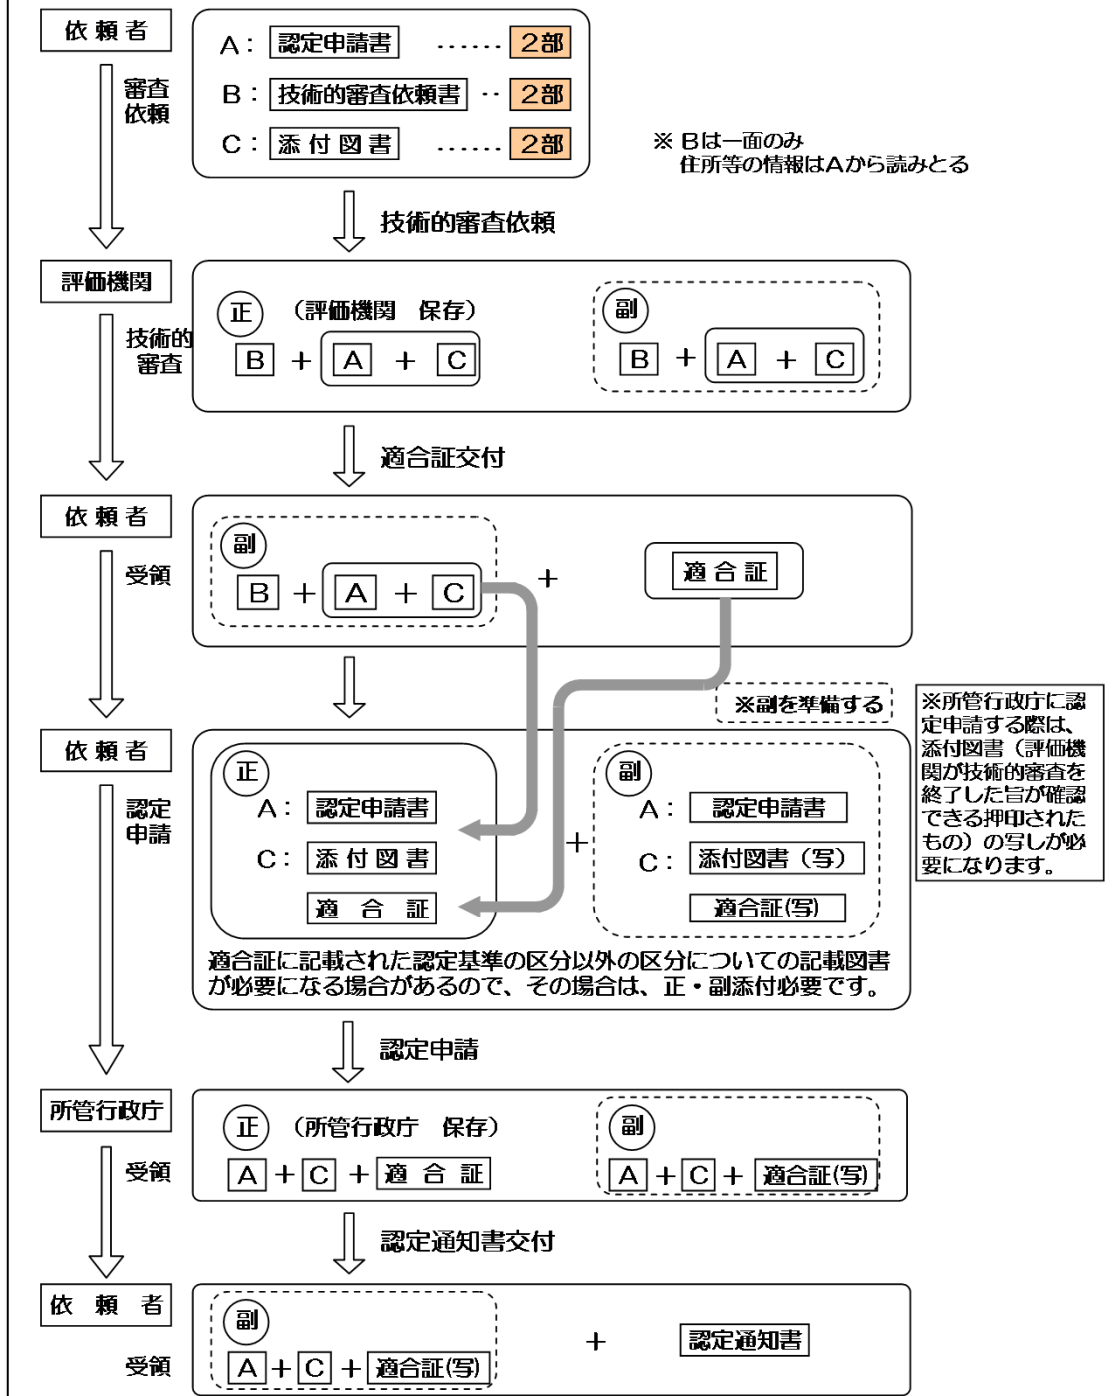 依頼者
A： 認定申請書 ‥‥‥ 2部
審査
依頼
B： 技術的審査依頼書 ‥ 2部
C： 添付図書 ‥‥‥ 2部
※ Bは一面のみ
住所等の情報はAから読みとる
技術的審査依頼
評価機関
正 （評価機関 保存）
副
技術的
審査
B + A + C
B + A + C
適合証交付
依頼者
副
受領
B + A + C + 適合証
※副を準備する
※所管行政庁に認
定申請する際は、
添付図書（評価機
関が技術的審査を
終了した旨が確認
できる押印された
もの）の写しが必
要になります。
依頼者
認定
申請
正
A： 認定申請書
C： 添付図書
適合証
+
副
A： 認定申請書
C： 添付図書（写）
適合証(写)
適合証に記載された認定基準の区分以外の区分についての記載図書
が必要になる場合があるので、その場合は、正・副添付必要です。
認定申請
所管行政庁
正 （所管行政庁 保存）
副
受領
A + C + 適合証
A + C + 適合証(写)
認定通知書交付
依頼者
副
受領
A + C + 適合証(写) + 認定通知書